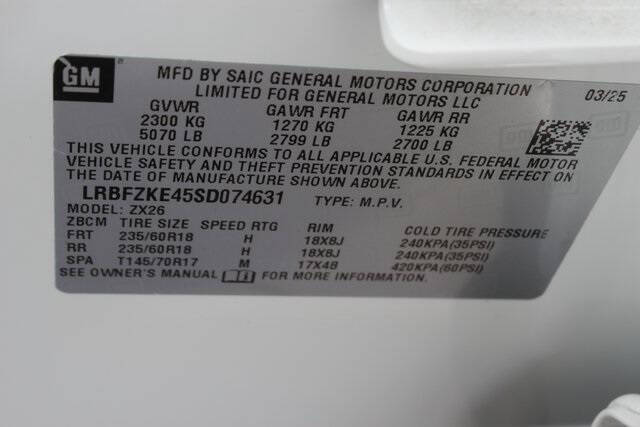 GM
MFD BY SAIC GENERAL MOTORS CORPORATION
LIMITED FOR GENERAL MOTORS LLC
03/25
GVWR GAWR FRT GAWR RR
2300 KG 1270 KG 1225 KG
5070 LB 2799 LB 2700 LB
THIS VEHICLE CONFORMS TO ALL APPLICABLE U.S. FEDERAL MOTOR
VEHICLE SAFETY AND THEFT PREVENTION STANDARDS IN EFFECT ON
THE DATE OF MANUFACTURE SHOWN ABOVE.
LRBFZKE45SD074631 TYPE: M.P.V.
MODEL: ZX26
ZBCM TIRE SIZE SPEED RTG RIM COLD TIRE PRESSURE
FRT 235/60R18 H 18X8J 240KPA(35PSI)
RR 235/60R18 H 18X8J 240KPA(35PSI)
SPA T145/70R17 M 17X4B 420KPA(60PSI)
SEE OWNER'S MANUAL FOR MORE INFORMATION.